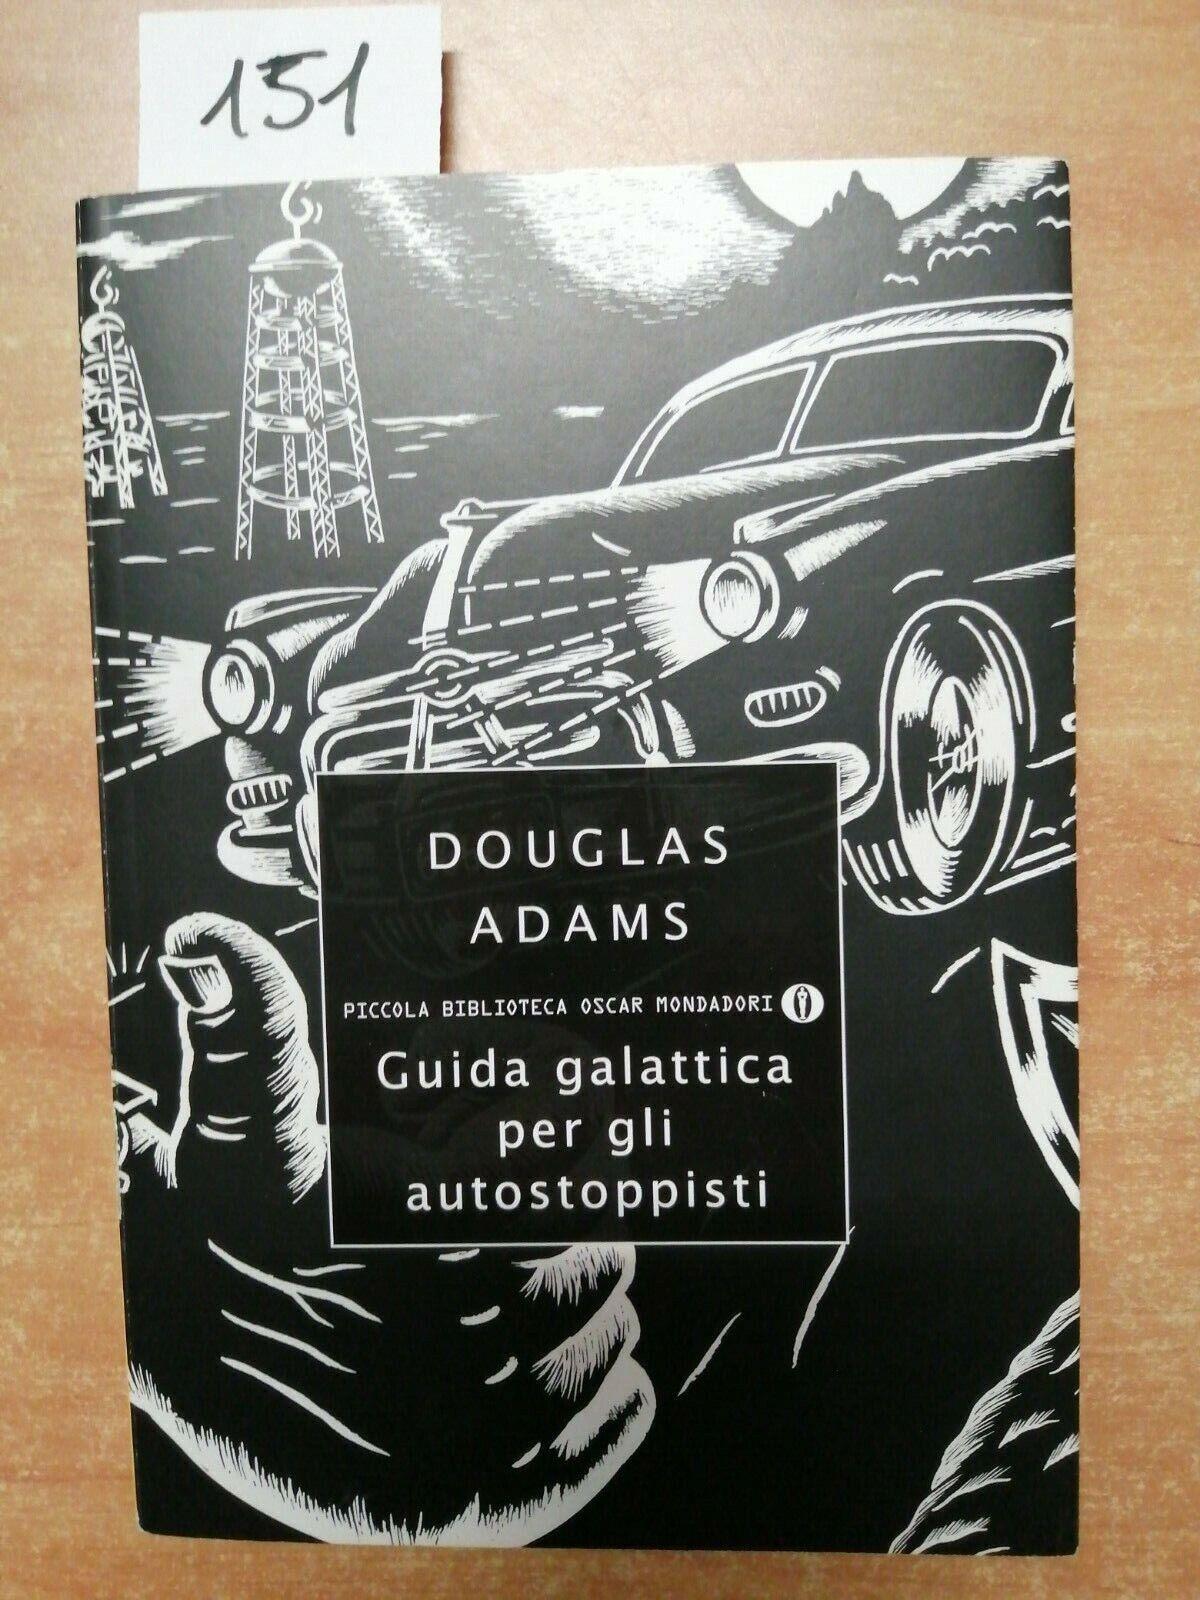 151
DOUGLAS
ADAMS
PICCOLA BIBLIOTECA OSCAR MONDADORI
Guida galattica
per gli
autostoppisti